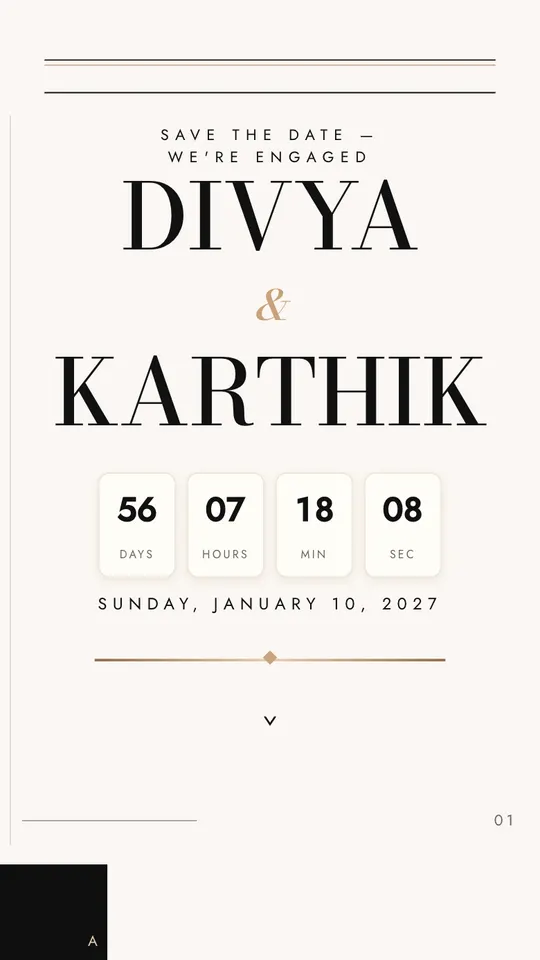 SAVE THE DATE —
WE'RE ENGAGED
DIVYA
&
KARTHIK
56 07 18 08
DAYS HOURS MIN SEC
SUNDAY, JANUARY 10, 2027
01
A